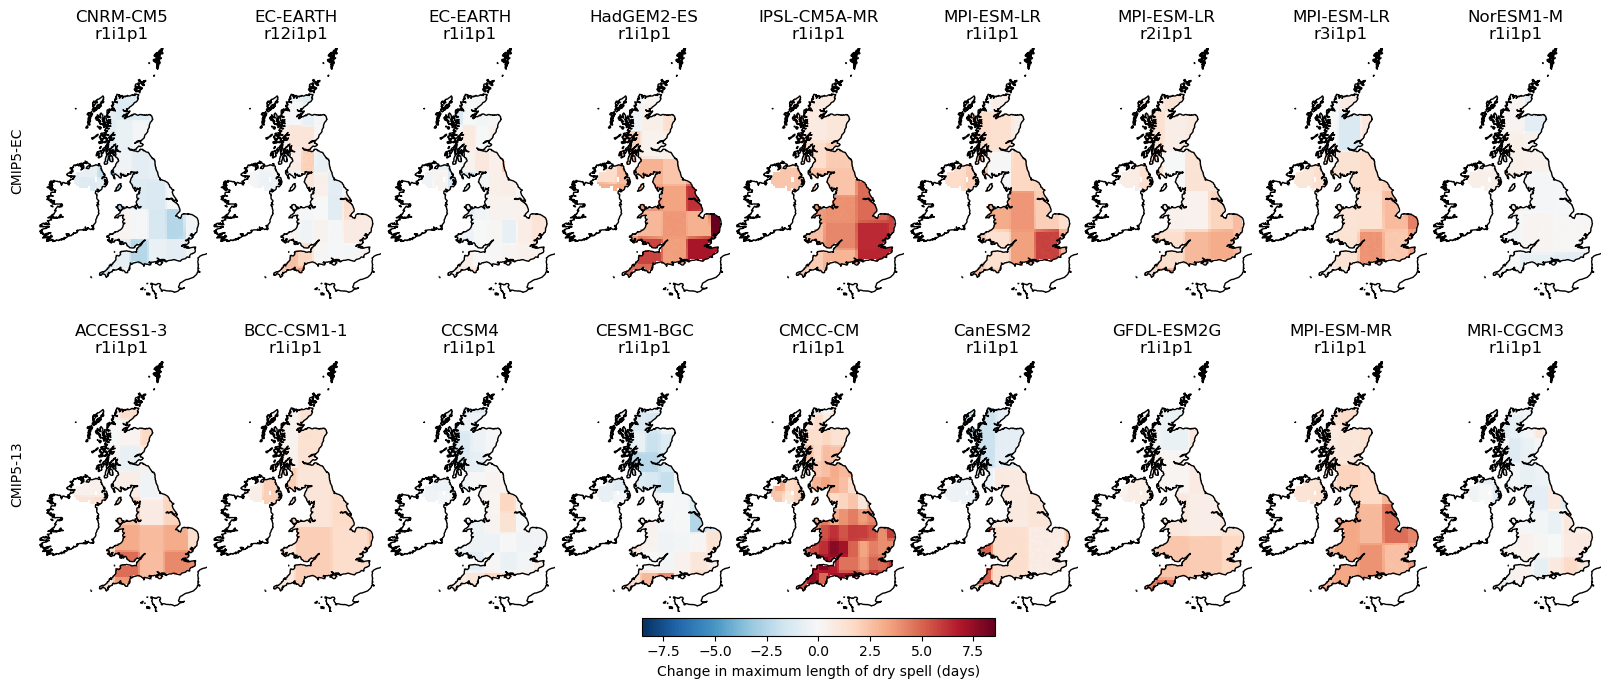 CNRM-CM5 EC-EARTH EC-EARTH HadGEM2-ES IPSL-CM5A-MR MPI-ESM-LR MPI-ESM-LR MPI-ESM-LR NorESM1-M
r1i1p1 r12i1p1 r1i1p1 r1i1p1 r1i1p1 r1i1p1 r2i1p1 r3i1p1 r1i1p1
CMIP5-EC
ACCESS1-3 BCC-CSM1-1 CCSM4 CESM1-BGC CMCC-CM CanESM2 GFDL-ESM2G MPI-ESM-MR MRI-CGCM3
r1i1p1 r1i1p1 r1i1p1 r1i1p1 r1i1p1 r1i1p1 r1i1p1 r1i1p1 r1i1p1
CMIP5-13
−7.5 −5.0 −2.5 0.0 2.5 5.0 7.5
Change in maximum length of dry spell (days)